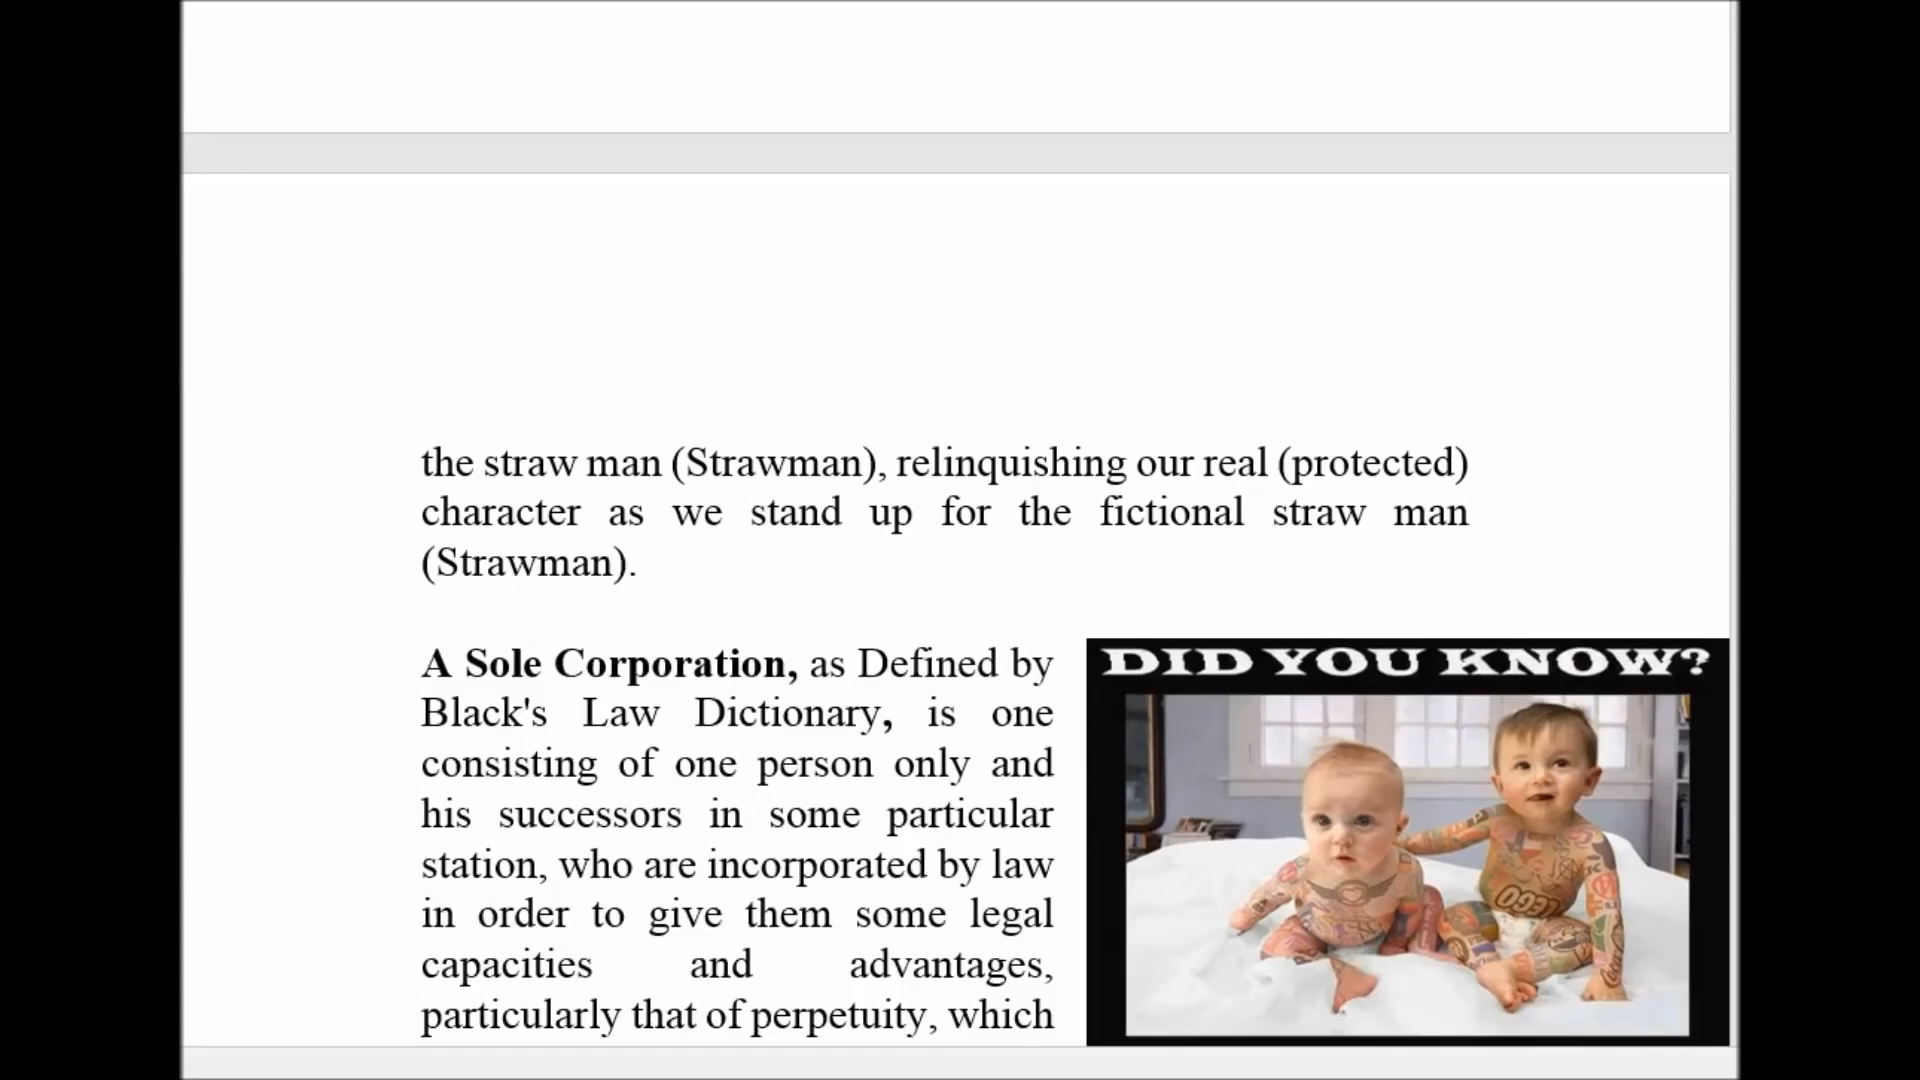 the straw man (Strawman), relinquishing our real (protected)
character as we stand up for the fictional straw man
(Strawman).
A Sole Corporation, as Defined by
Black's Law Dictionary, is one
consisting of one person only and
his successors in some particular
station, who are incorporated by law
in order to give them some legal
capacities and advantages,
particularly that of perpetuity, which
DID YOU KNOW?
LEGO